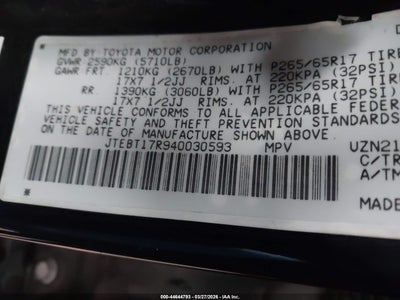 MFD BY TOYOTA MOTOR CORPORATION
GVWR 2590KG (5710LB)
GAWR FRT. 1210KG (2670LB) WITH P265/65R17 TIRE
17X7 1/2JJ RIMS. AT 220KPA (32PSI)
RR. 1390KG (3060LB) WITH P265/65R17 TIRE
17X7 1/2JJ RIMS. AT 220KPA (32PSI)
THIS VEHICLE CONFORMS TO ALL APPLICABLE FEDER
VEHICLE SAFETY AND THEFT PREVENTION STANDARDS
DATE OF MANUFACTURE SHOWN ABOVE.
JTEBT17R940030593 MPV UZN21
C/TR
A/TM
MADE
000-44644793 — 03/27/2026 — IAA Inc.